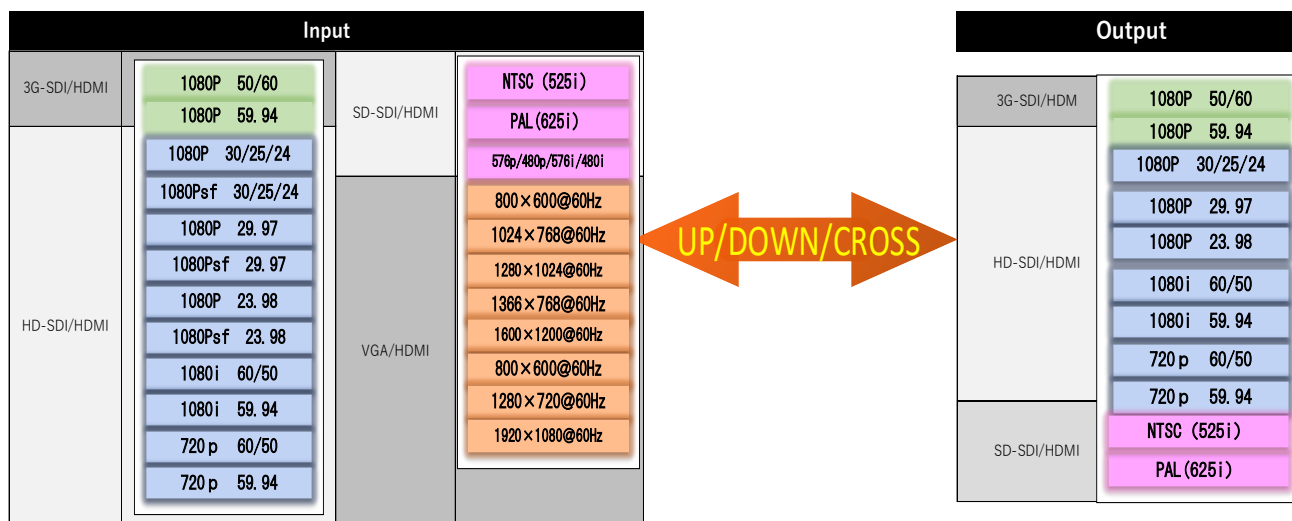 Input
3G-SDI/HDMI
1080P 50/60
1080P 59.94
HD-SDI/HDMI
1080P 30/25/24
1080Psf 30/25/24
1080P 29.97
1080Psf 29.97
1080P 23.98
1080Psf 23.98
1080i 60/50
1080i 59.94
720p 60/50
720p 59.94
SD-SDI/HDMI
NTSC (525i)
PAL(625i)
576p/480p/576i/480i
VGA/HDMI
800×600@60Hz
1024×768@60Hz
1280×1024@60Hz
1366×768@60Hz
1600×1200@60Hz
800×600@60Hz
1280×720@60Hz
1920×1080@60Hz
UP/DOWN/CROSS
Output
3G-SDI/HDM
1080P 50/60
1080P 59.94
HD-SDI/HDMI
1080P 30/25/24
1080P 29.97
1080P 23.98
1080i 60/50
1080i 59.94
720p 60/50
720p 59.94
SD-SDI/HDMI
NTSC (525i)
PAL(625i)